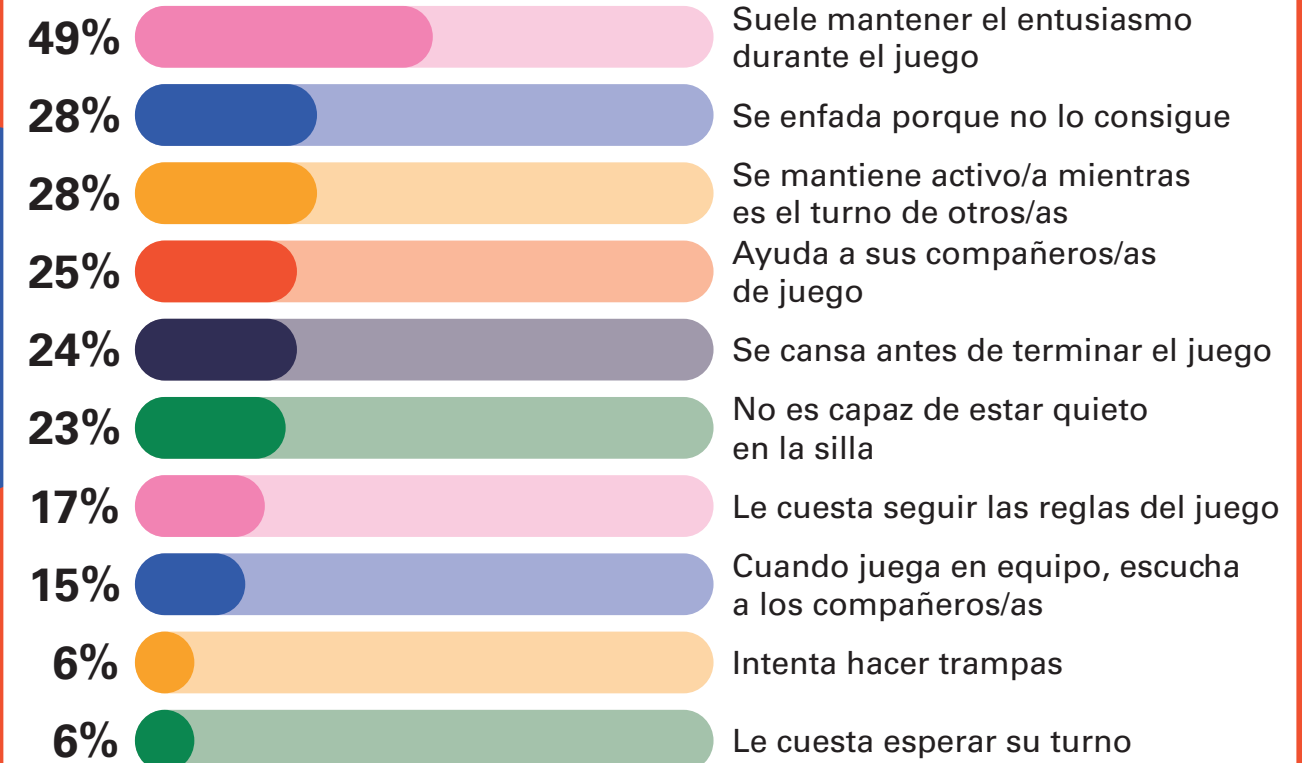 49%
Suele mantener el entusiasmo
durante el juego
28%
Se enfada porque no lo consigue
28%
Se mantiene activo/a mientras
es el turno de otros/as
25%
Ayuda a sus compañeros/as
de juego
24%
Se cansa antes de terminar el juego
23%
No es capaz de estar quieto
en la silla
17%
Le cuesta seguir las reglas del juego
15%
Cuando juega en equipo, escucha
a los compañeros/as
6%
Intenta hacer trampas
6%
Le cuesta esperar su turno